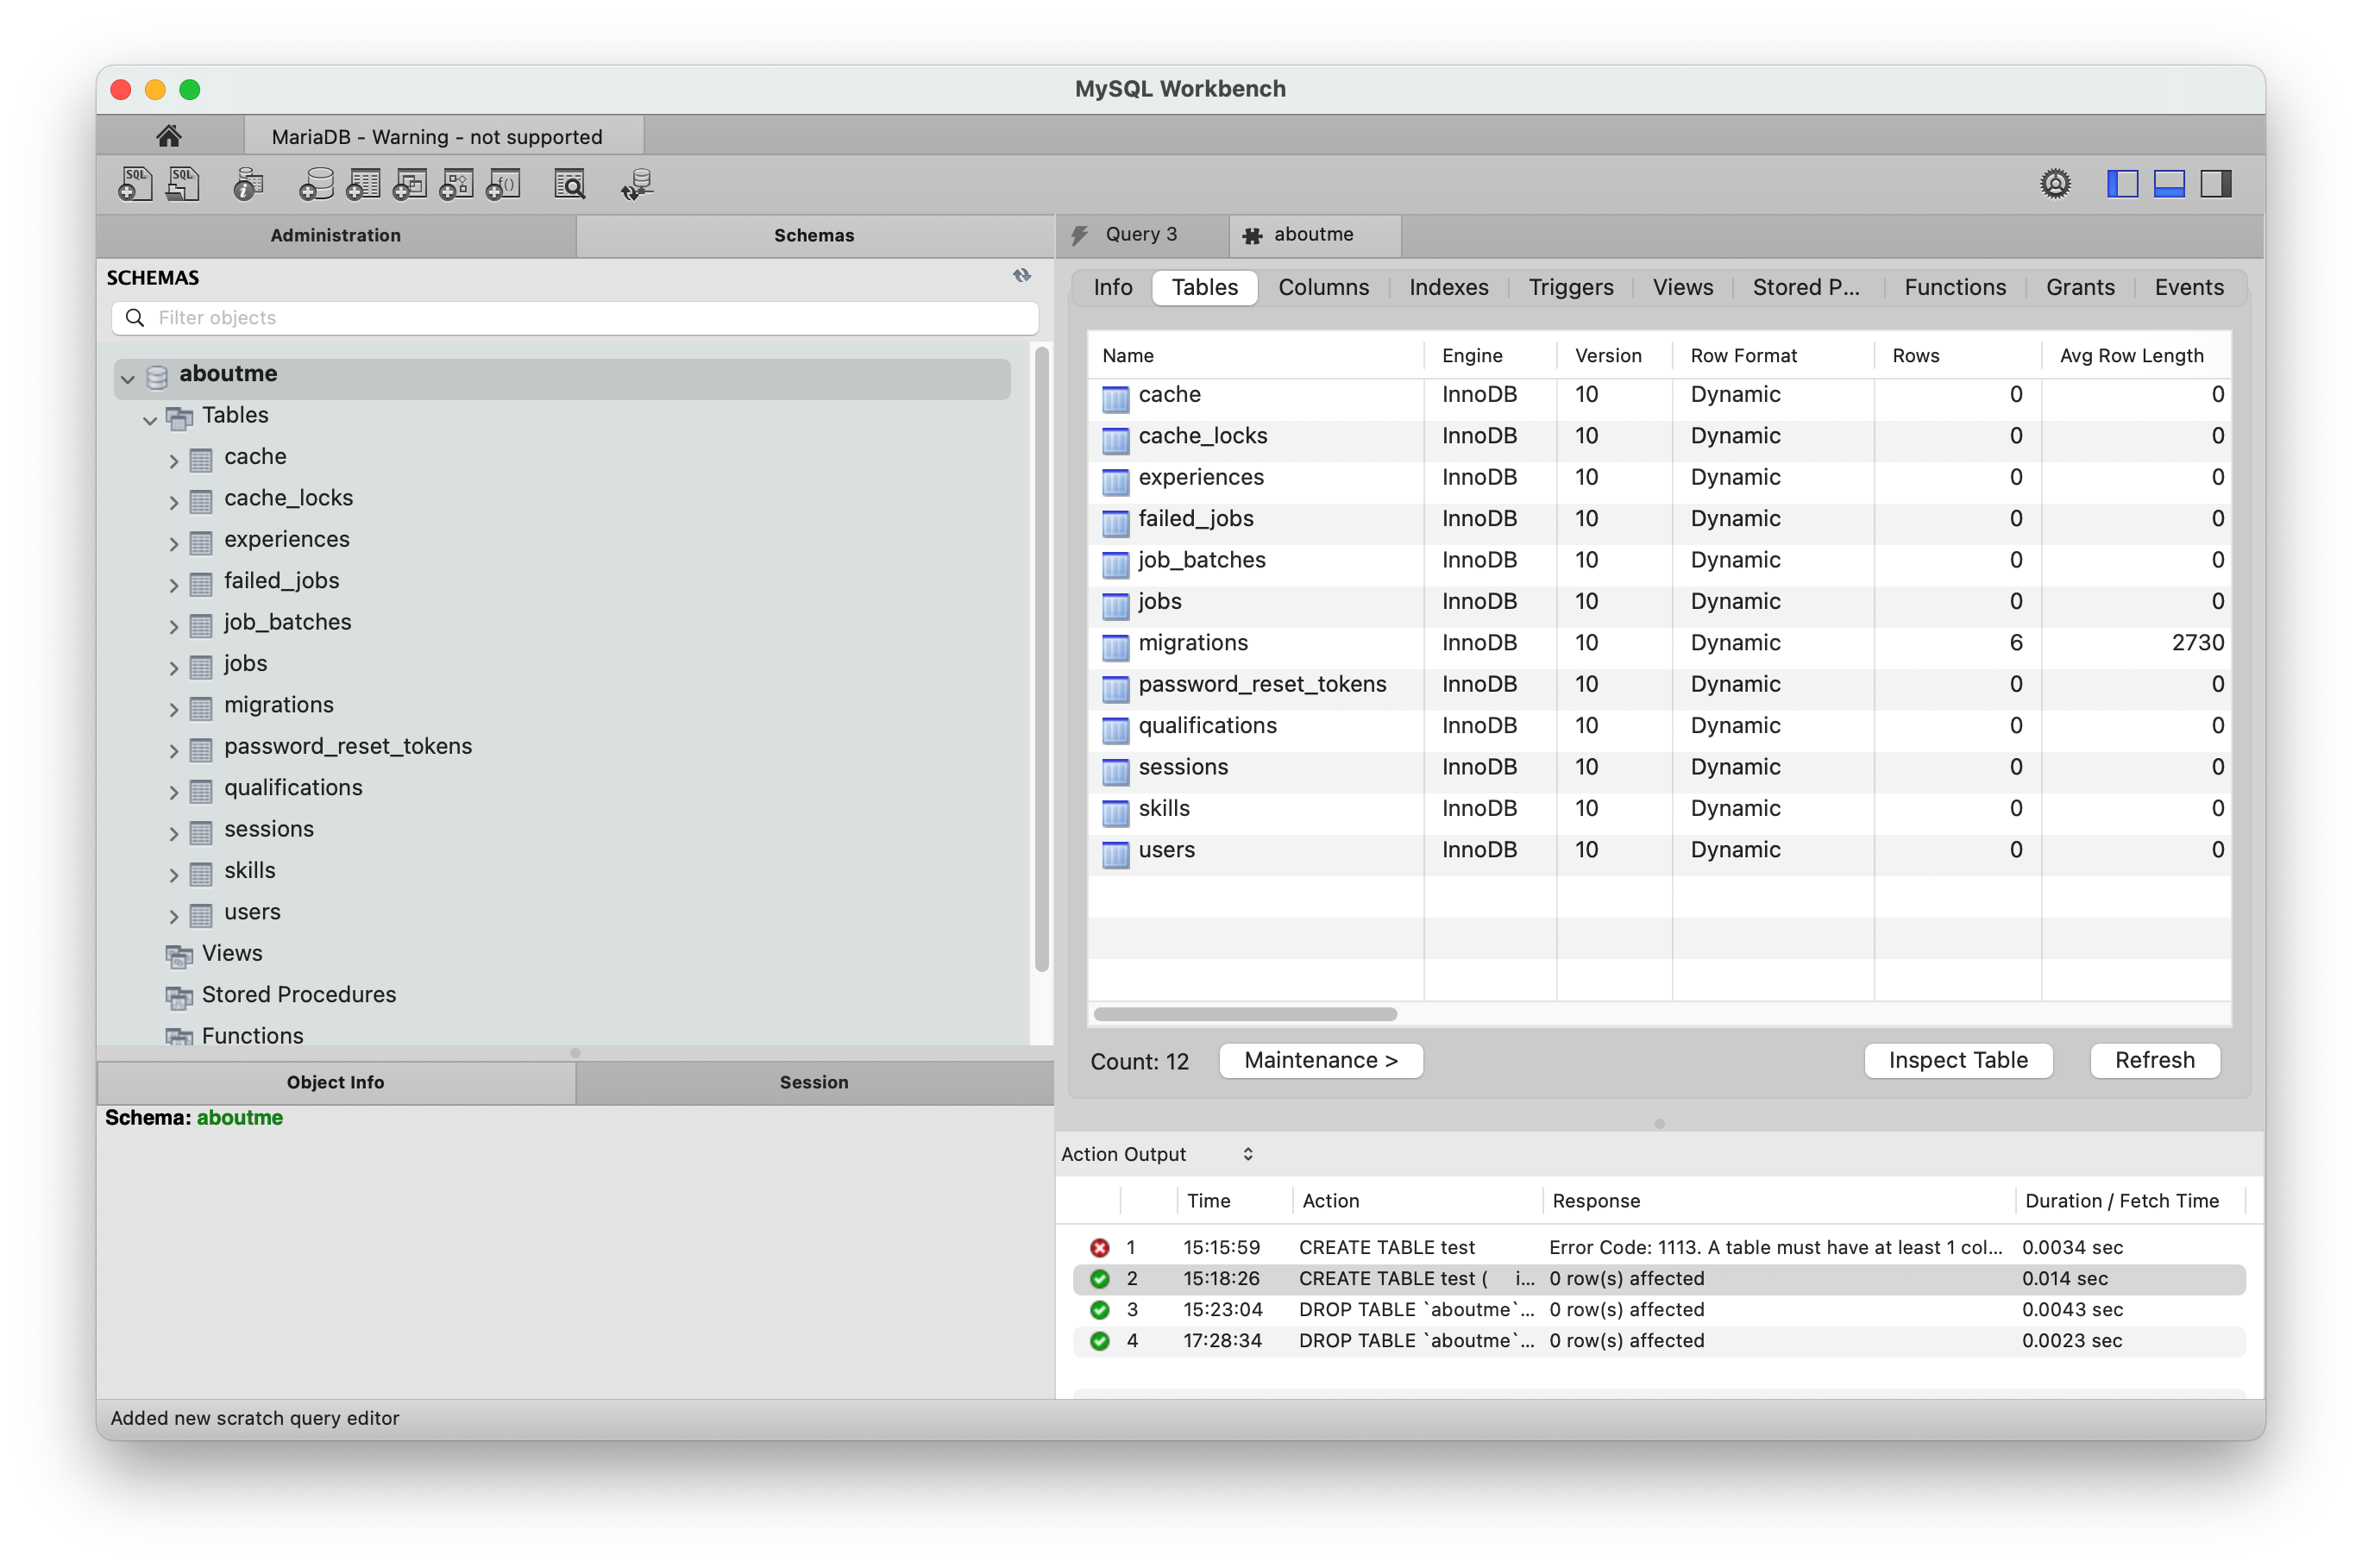 MySQL Workbench
MariaDB - Warning - not supported
Administration
Schemas
SCHEMAS
Filter objects
aboutme
Tables
cache
cache_locks
experiences
failed_jobs
job_batches
jobs
migrations
password_reset_tokens
qualifications
sessions
skills
users
Views
Stored Procedures
Functions
Object Info
Session
Schema: aboutme
Query 3
aboutme
Info Tables Columns Indexes Triggers Views Stored P... Functions Grants Events
Name Engine Version Row Format Rows Avg Row Length
cache InnoDB 10 Dynamic 0 0
cache_locks InnoDB 10 Dynamic 0 0
experiences InnoDB 10 Dynamic 0 0
failed_jobs InnoDB 10 Dynamic 0 0
job_batches InnoDB 10 Dynamic 0 0
jobs InnoDB 10 Dynamic 0 0
migrations InnoDB 10 Dynamic 6 2730
password_reset_tokens InnoDB 10 Dynamic 0 0
qualifications InnoDB 10 Dynamic 0 0
sessions InnoDB 10 Dynamic 0 0
skills InnoDB 10 Dynamic 0 0
users InnoDB 10 Dynamic 0 0
Count: 12 Maintenance > Inspect Table Refresh
Action Output
Time Action Response Duration / Fetch Time
1 15:15:59 CREATE TABLE test Error Code: 1113. A table must have at least 1 col... 0.0034 sec
2 15:18:26 CREATE TABLE test ( i... 0 row(s) affected 0.014 sec
3 15:23:04 DROP TABLE `aboutme`... 0 row(s) affected 0.0043 sec
4 17:28:34 DROP TABLE `aboutme`... 0 row(s) affected 0.0023 sec
Added new scratch query editor
SQL
SQL
f()